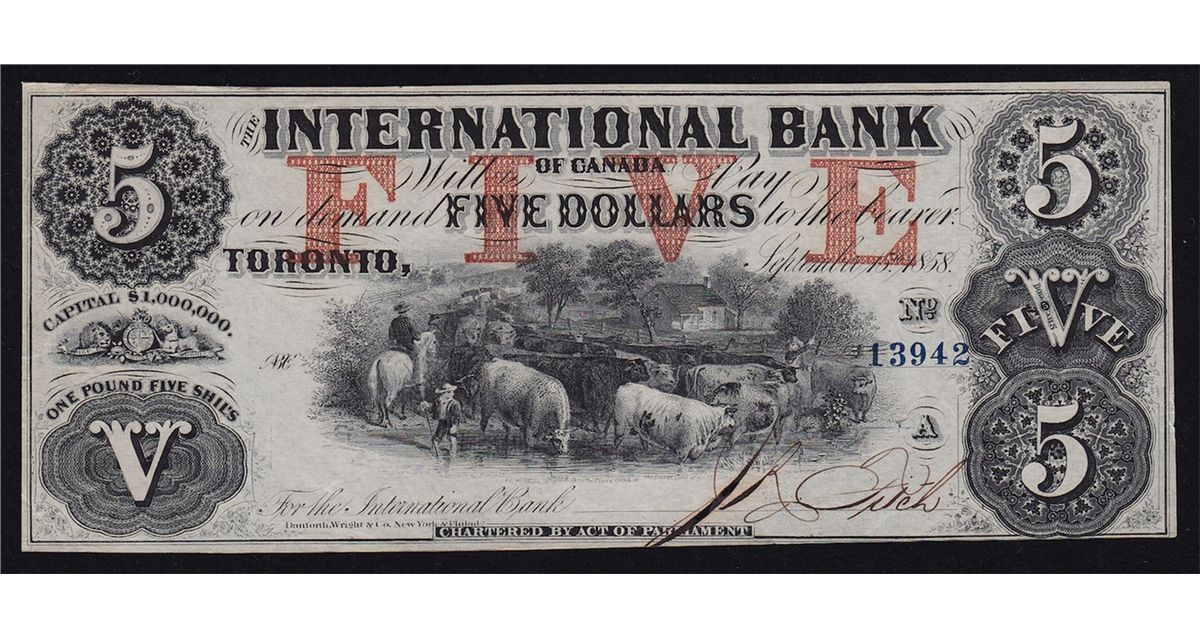 5
THE INTERNATIONAL BANK
5
OF CANADA
FIVE
Will Pay
on demand FIVE DOLLARS to the bearer.
TORONTO, September 15, 1858.
CAPITAL $1,000,000.
No
13942
FIVE
V
ONE POUND FIVE SHIL'S
V
A
5
For the International Bank
J C Fitch
Danforth, Wright & Co. New York & Philada
CHARTERED BY ACT OF PARLIAMENT